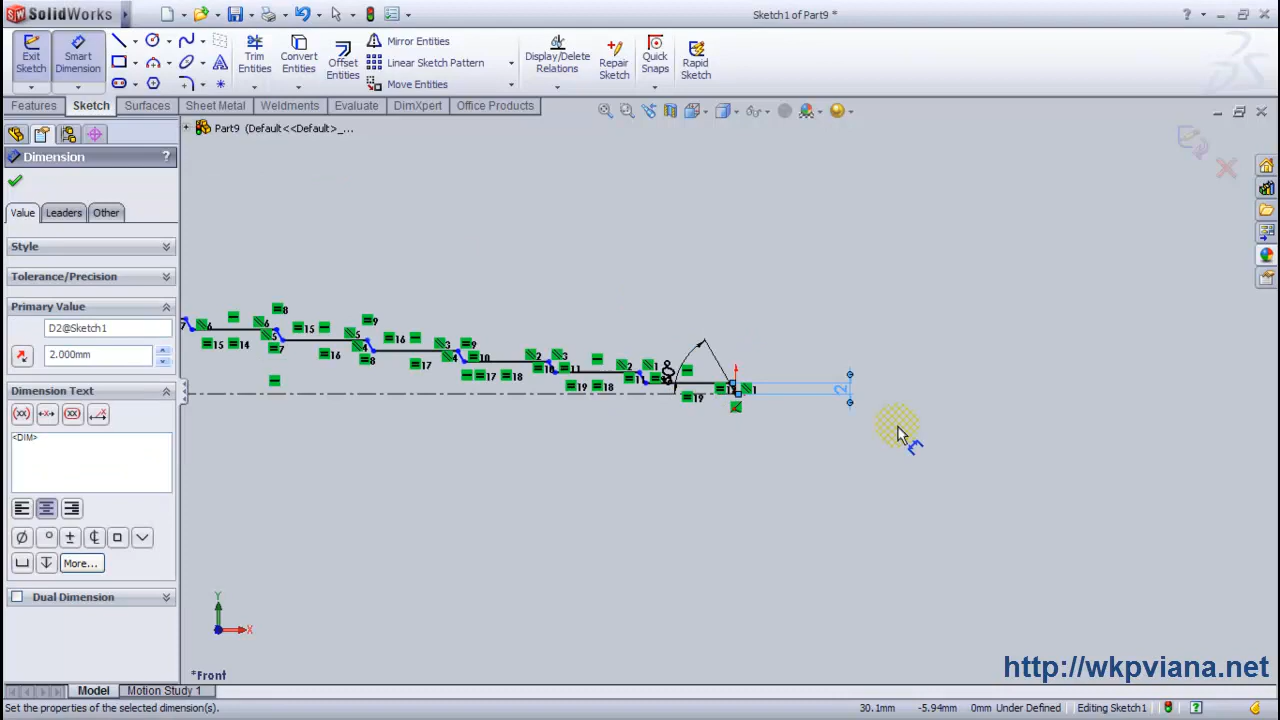 SolidWorks
Sketch1 of Part9 *
Exit Sketch
Smart Dimension
Trim Entities
Convert Entities
Offset Entities
Mirror Entities
Linear Sketch Pattern
Move Entities
Display/Delete Relations
Repair Sketch
Quick Snaps
Rapid Sketch
Features
Sketch
Surfaces
Sheet Metal
Weldments
Evaluate
DimXpert
Office Products
Part9 (Default<<Default>_...
Dimension
?
Value
Leaders
Other
Style
Tolerance/Precision
Primary Value
D2@Sketch1
2.000mm
Dimension Text
<DIM>
More...
Dual Dimension
2
Y
X
*Front
http://wkpviana.net
Model
Motion Study 1
Set the properties of the selected dimension(s).
30.1mm
-5.94mm
0mm
Under Defined
Editing Sketch1